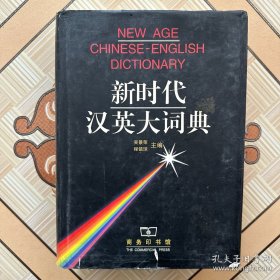 NEW AGE
CHINESE-ENGLISH
DICTIONARY
新时代
汉英大词典
吴景荣
程镇球
主编
商务印书馆
THE COMMERCIAL PRESS
孔夫子旧书网